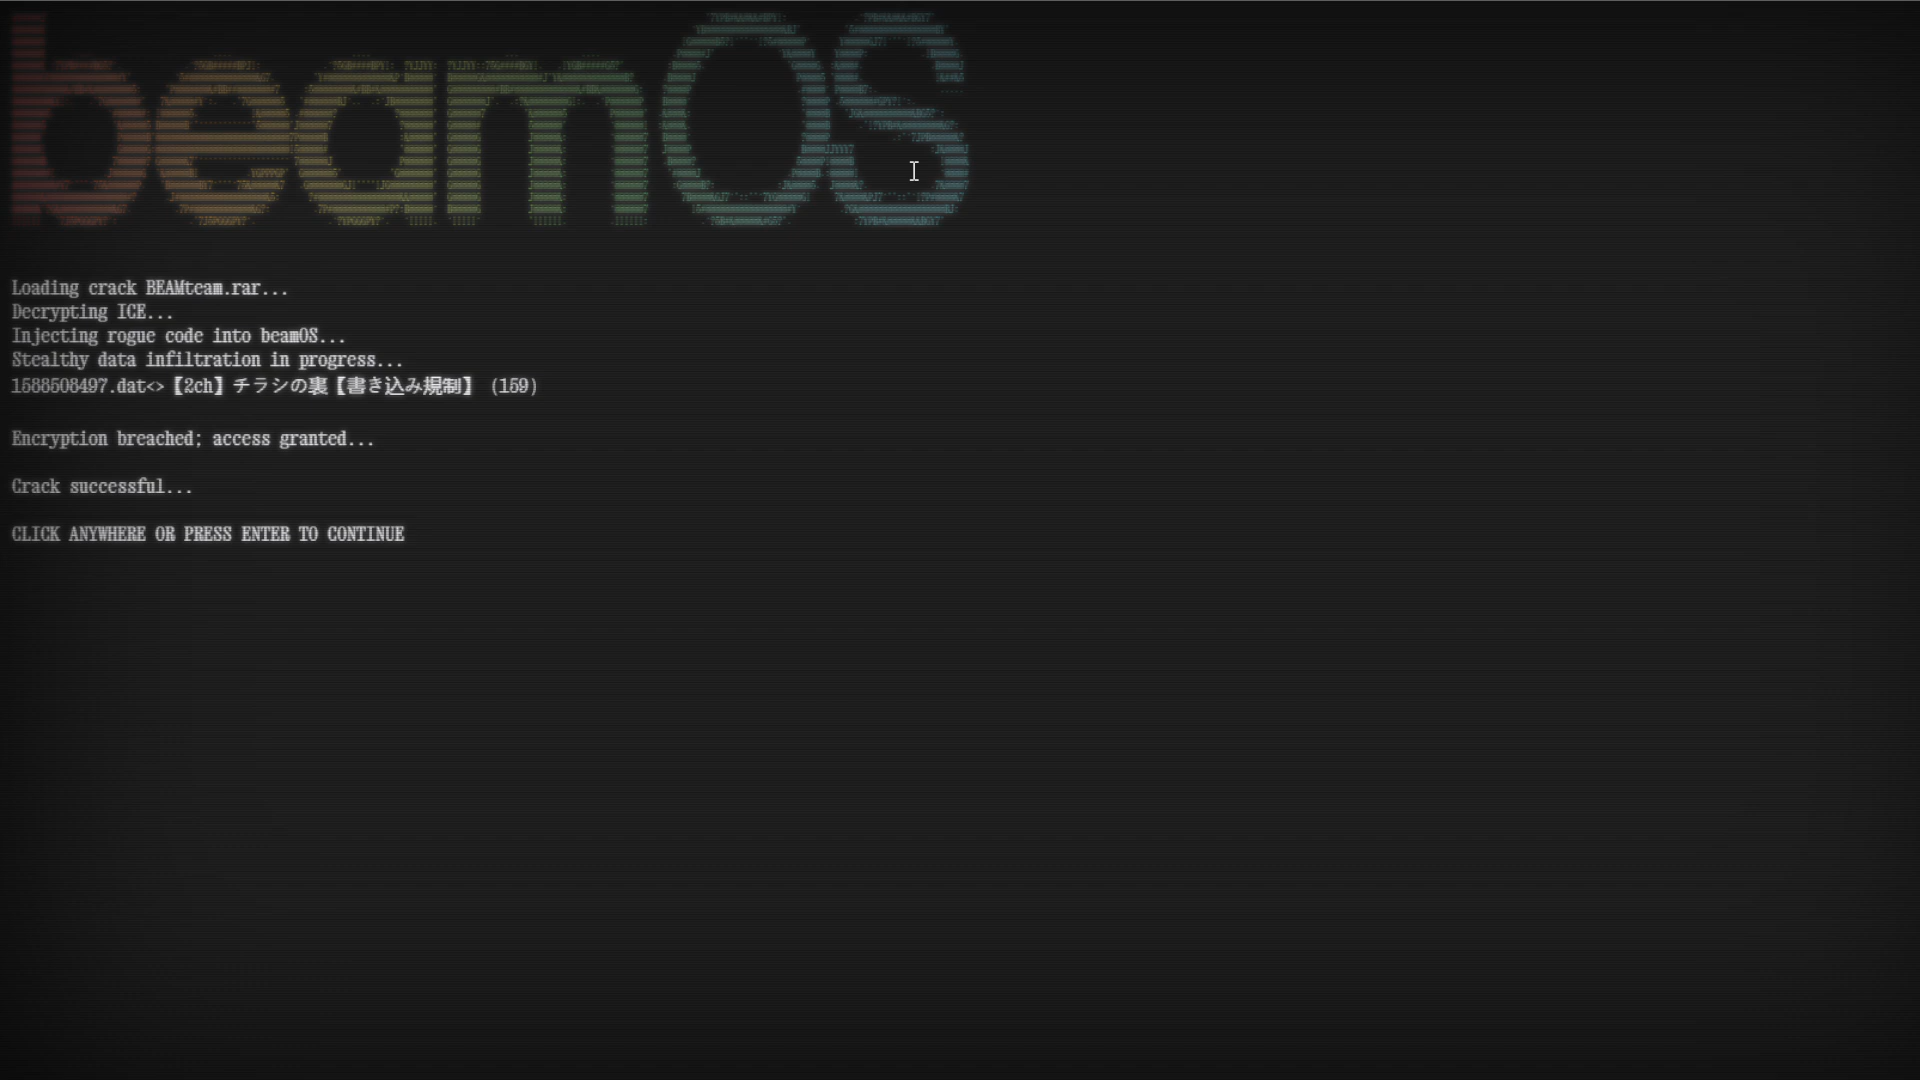 beamOS
Loading crack BEAMteam.rar...
Decrypting ICE...
Injecting rogue code into beamOS...
Stealthy data infiltration in progress...
1588508497.dat<>【2ch】チラシの裏【書き込み規制】 (159)
Encryption breached; access granted...
Crack successful...
CLICK ANYWHERE OR PRESS ENTER TO CONTINUE